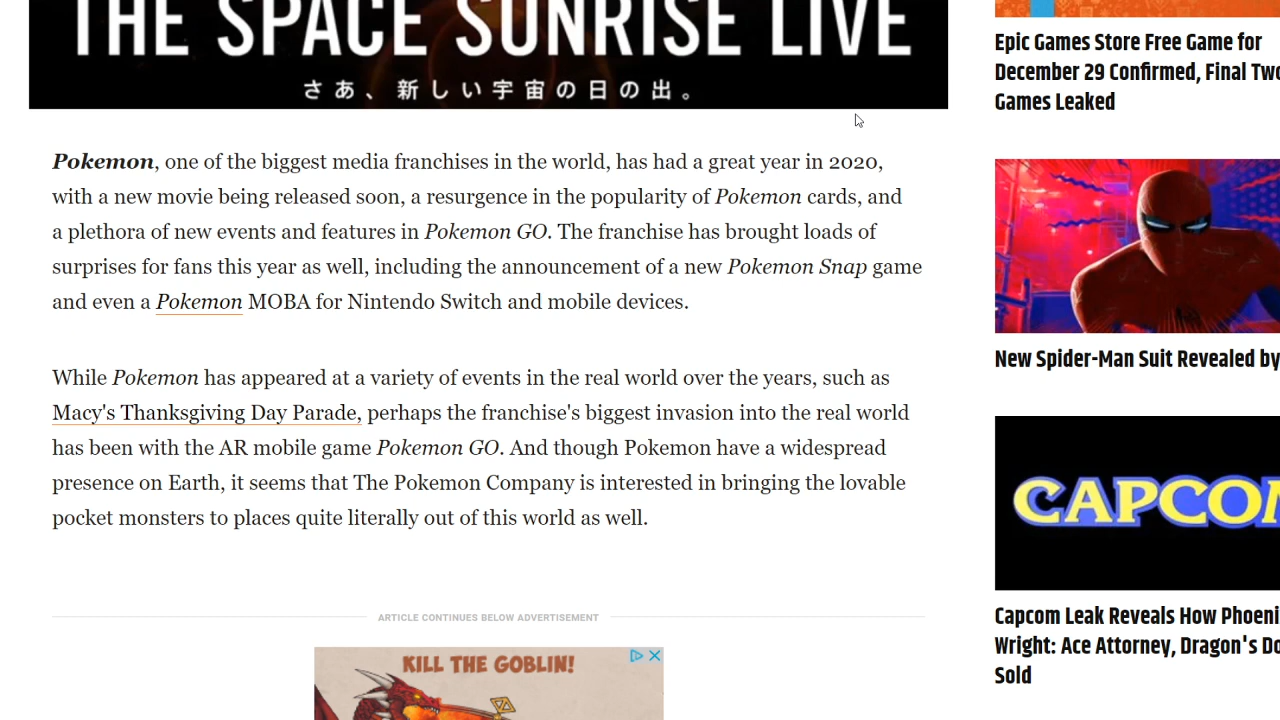 THE SPACE SUNRISE LIVE
さあ、新しい宇宙の日の出。
Pokemon, one of the biggest media franchises in the world, has had a great year in 2020,
with a new movie being released soon, a resurgence in the popularity of Pokemon cards, and
a plethora of new events and features in Pokemon GO. The franchise has brought loads of
surprises for fans this year as well, including the announcement of a new Pokemon Snap game
and even a Pokemon MOBA for Nintendo Switch and mobile devices.
While Pokemon has appeared at a variety of events in the real world over the years, such as
Macy's Thanksgiving Day Parade, perhaps the franchise's biggest invasion into the real world
has been with the AR mobile game Pokemon GO. And though Pokemon have a widespread
presence on Earth, it seems that The Pokemon Company is interested in bringing the lovable
pocket monsters to places quite literally out of this world as well.
ARTICLE CONTINUES BELOW ADVERTISEMENT
KILL THE GOBLIN!
Epic Games Store Free Game for
December 29 Confirmed, Final Two
Games Leaked
New Spider-Man Suit Revealed by
CAPCOM
Capcom Leak Reveals How Phoeni
Wright: Ace Attorney, Dragon's Do
Sold